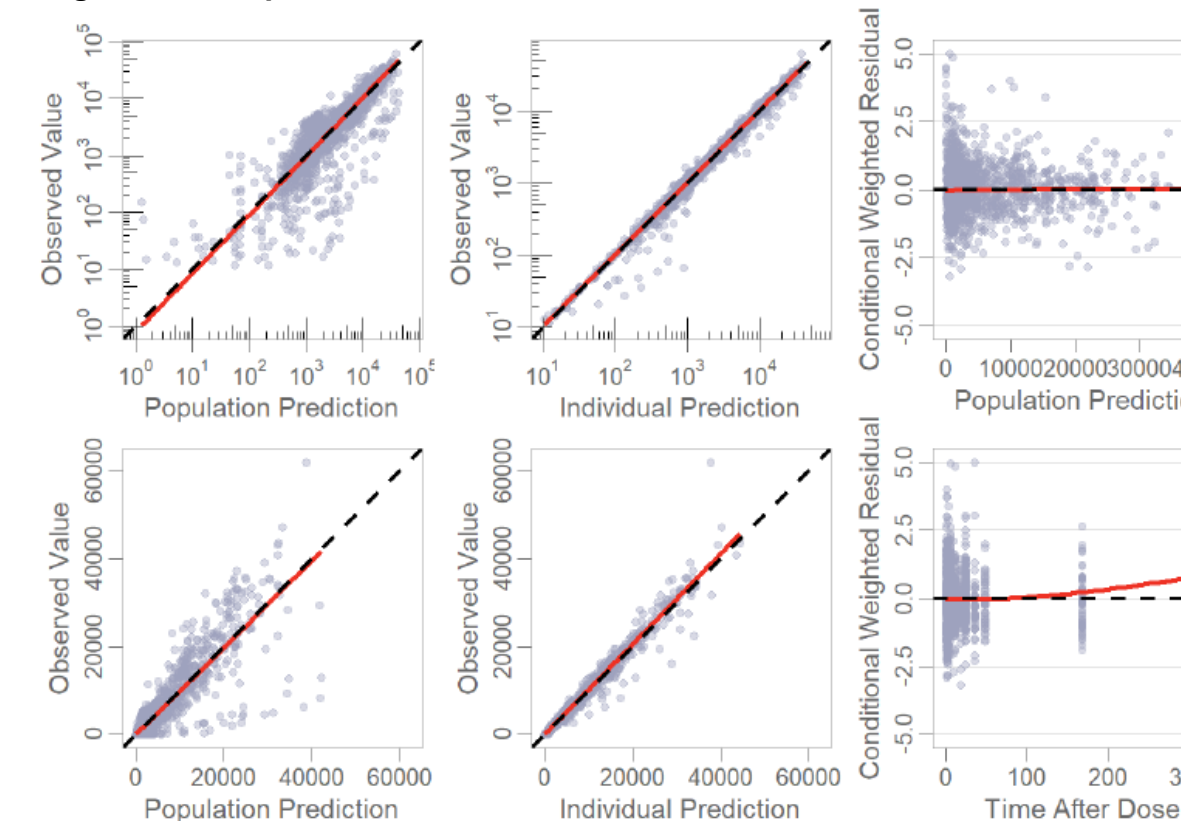 10^5
10^4
10^3
10^2
10^1
10^0
Observed Value
10^0 10^1 10^2 10^3 10^4
Population Prediction
10^4
10^3
10^2
10^1
Observed Value
10^1 10^2 10^3 10^4
Individual Prediction
5.0
2.5
0.0
-2.5
-5.0
Conditional Weighted Residual
0 10000 20000 30000
Population
60000
40000
20000
0
Observed Value
0 20000 40000 60000
Population Prediction
60000
40000
20000
0
Observed Value
0 20000 40000 60000
Individual Prediction
5.0
2.5
0.0
-2.5
-5.0
Conditional Weighted Residual
0 100 200
Time After Dose